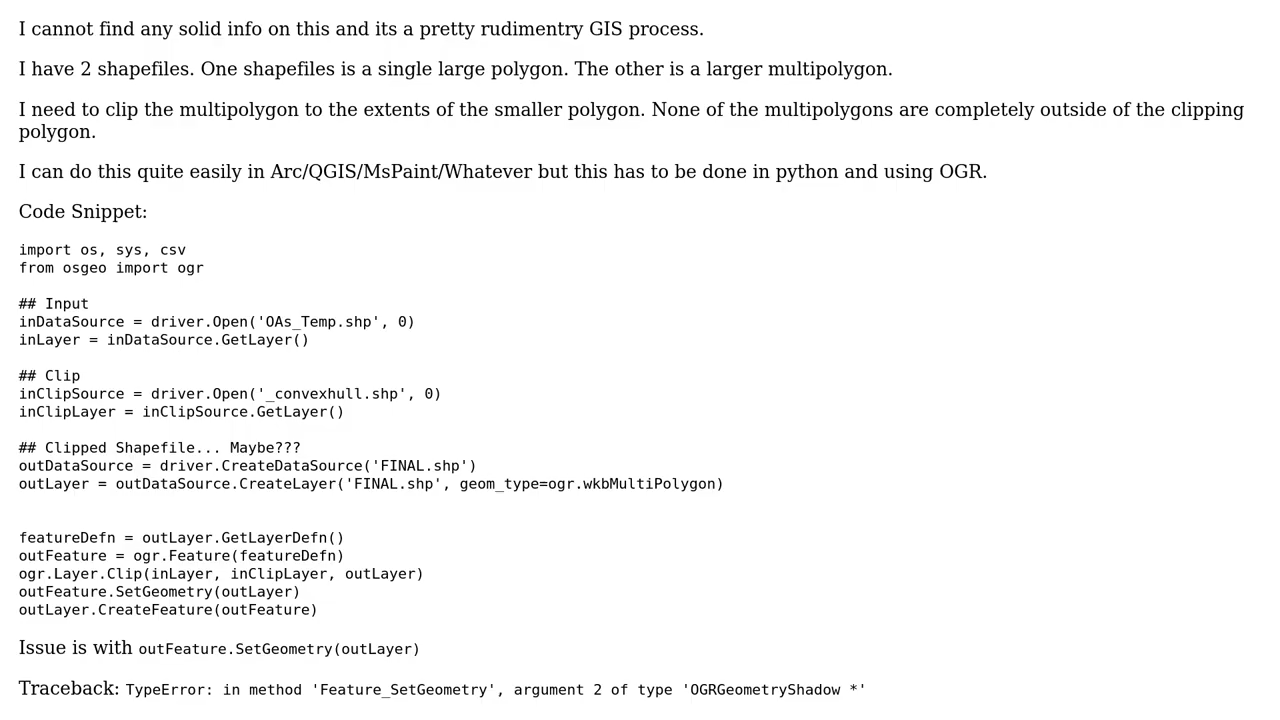 I cannot find any solid info on this and its a pretty rudimentry GIS process.
I have 2 shapefiles. One shapefiles is a single large polygon. The other is a larger multipolygon.
I need to clip the multipolygon to the extents of the smaller polygon. None of the multipolygons are completely outside of the clipping
polygon.
I can do this quite easily in Arc/QGIS/MsPaint/Whatever but this has to be done in python and using OGR.
Code Snippet:
import os, sys, csv
from osgeo import ogr
## Input
inDataSource = driver.Open('OAs_Temp.shp', 0)
inLayer = inDataSource.GetLayer()
## Clip
inClipSource = driver.Open('_convexhull.shp', 0)
inClipLayer = inClipSource.GetLayer()
## Clipped Shapefile... Maybe???
outDataSource = driver.CreateDataSource('FINAL.shp')
outLayer = outDataSource.CreateLayer('FINAL.shp', geom_type=ogr.wkbMultiPolygon)
featureDefn = outLayer.GetLayerDefn()
outFeature = ogr.Feature(featureDefn)
ogr.Layer.Clip(inLayer, inClipLayer, outLayer)
outFeature.SetGeometry(outLayer)
outLayer.CreateFeature(outFeature)
Issue is with outFeature.SetGeometry(outLayer)
Traceback: TypeError: in method 'Feature_SetGeometry', argument 2 of type 'OGRGeometryShadow *'